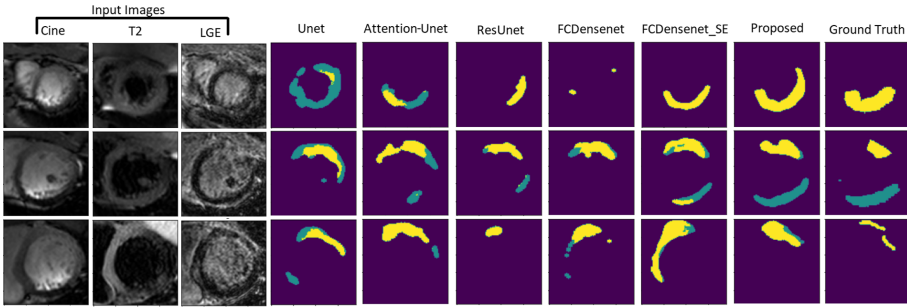 Input Images
Cine T2 LGE Unet Attention-Unet ResUnet FCDensenet FCDensenet_SE Proposed Ground Truth